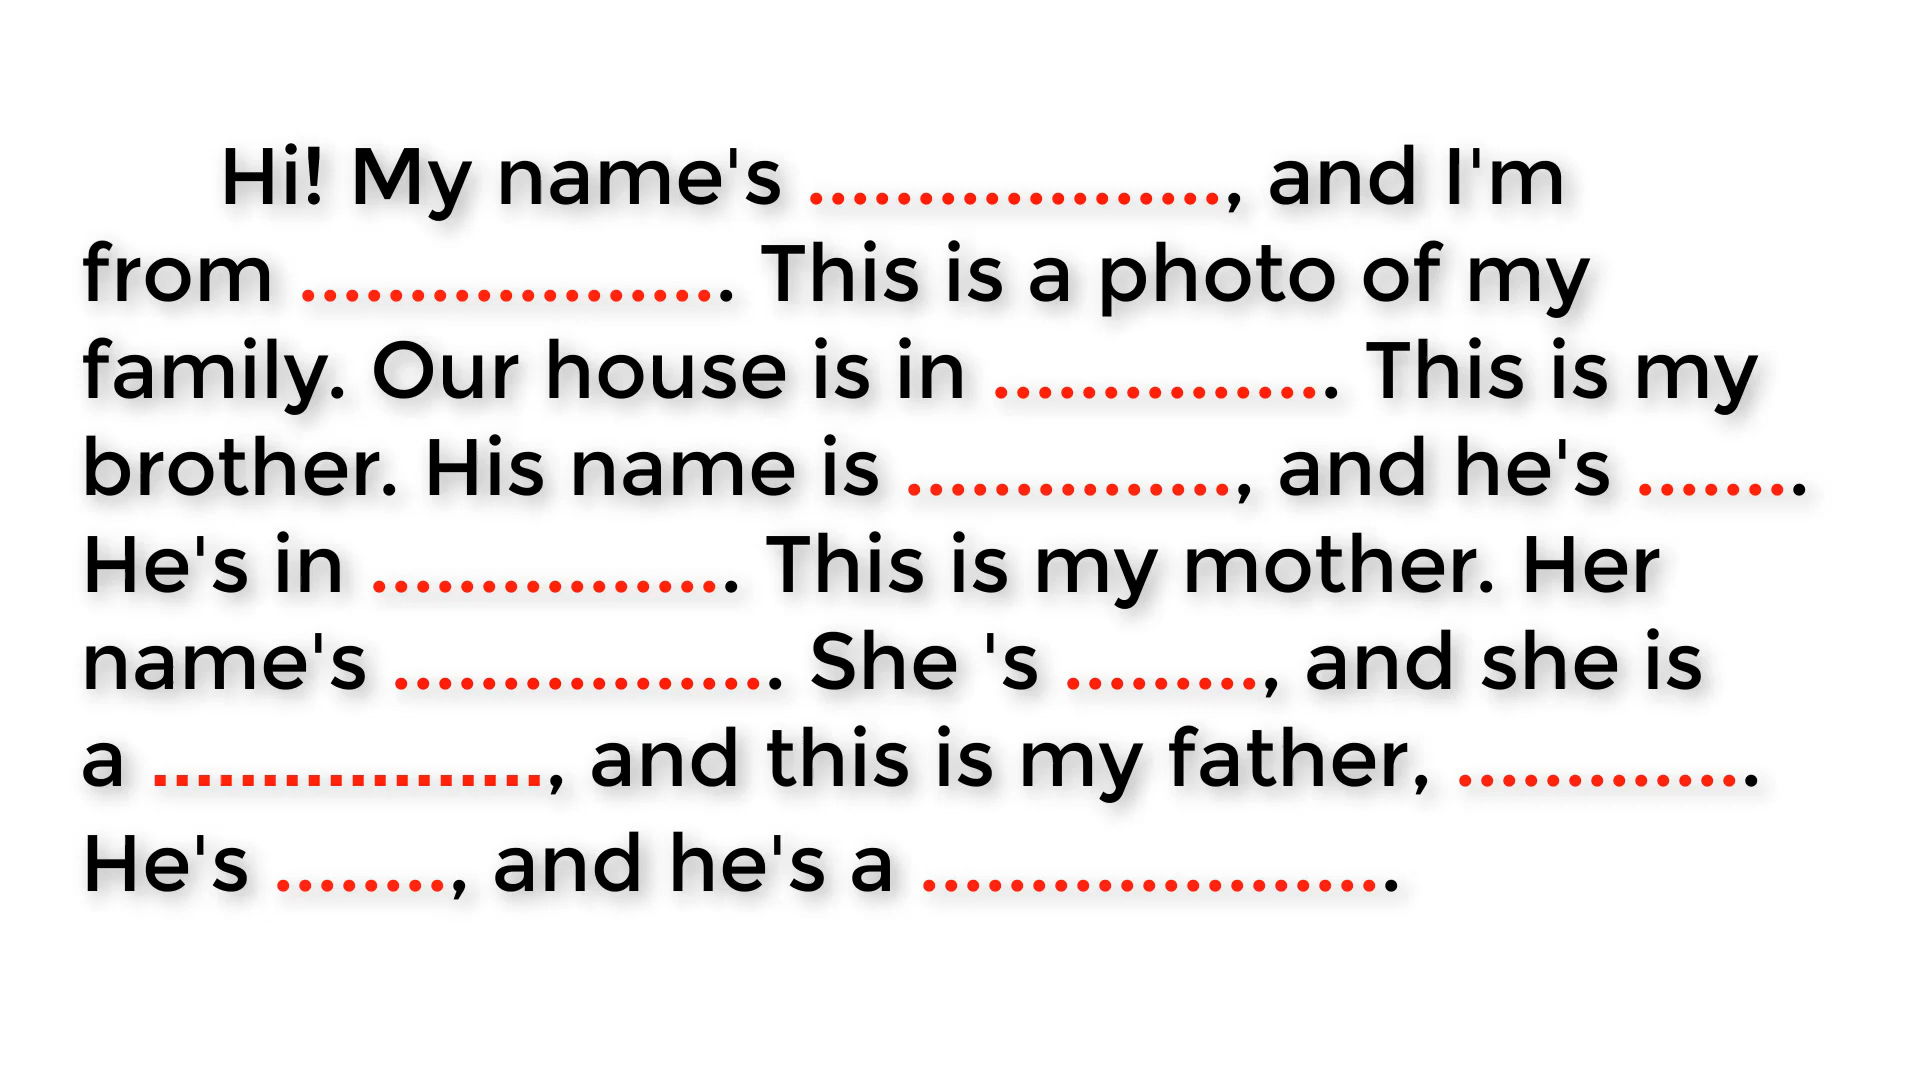 Hi! My name's ..................., and I'm
from .................... This is a photo of my
family. Our house is in ................ This is my
brother. His name is ..............., and he's ........
He's in ................. This is my mother. Her
name's .................. She 's ........., and she is
a .................., and this is my father, ..............
He's ........, and he's a ......................